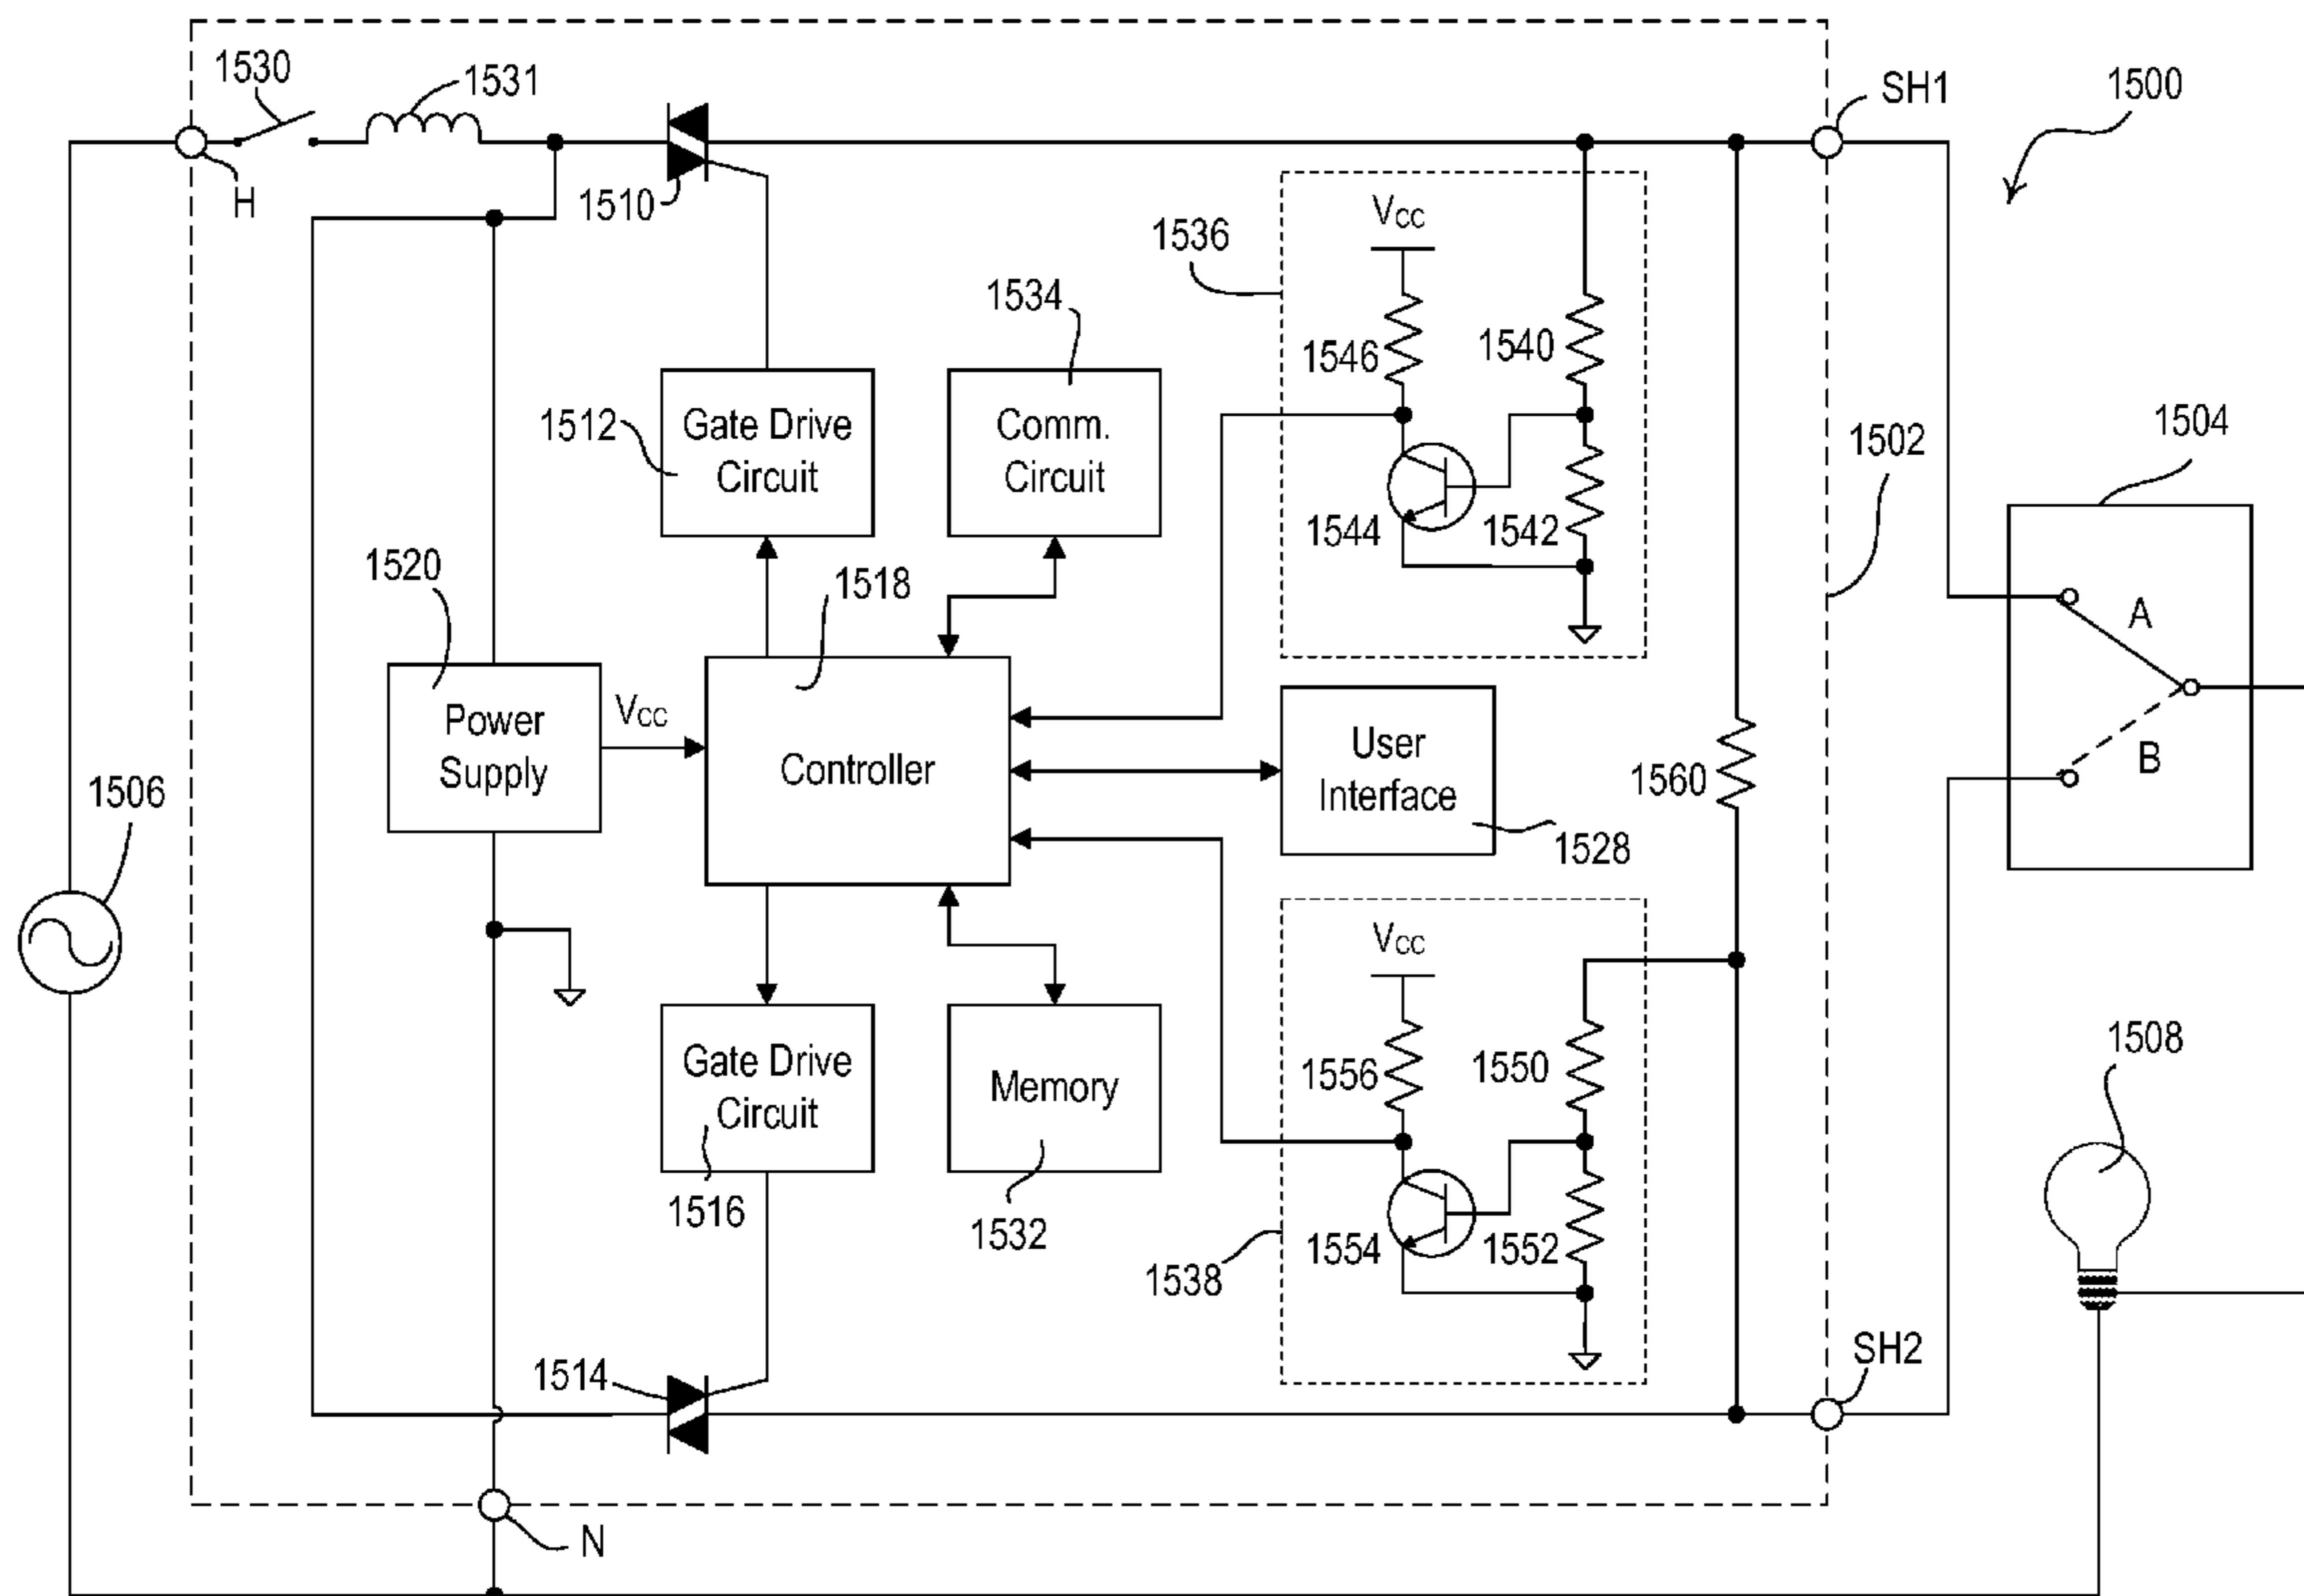 1530
1531
SH1
1500
H
1510
VCC
1536
1534
1546
1540
1504
1512
Gate Drive
Circuit
Comm.
Circuit
1502
1544
1542
1520
1518
A
VCC
Power
Supply
User
Interface
Controller
B
1560
1506
1528
VCC
1508
1556
1550
Gate Drive
Circuit
Memory
1516
1532
1554
1552
1538
SH2
1514
N